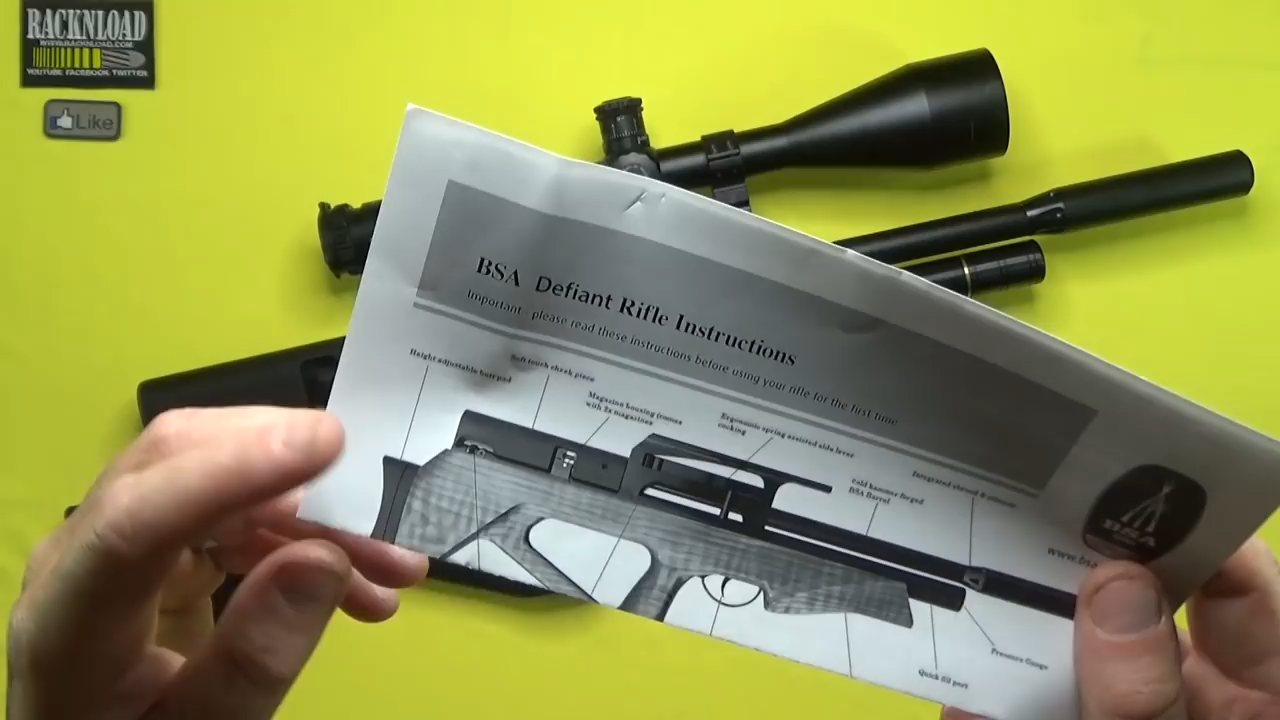 RACKNLOAD
WWW.RACKNLOAD.COM
YOUTUBE FACEBOOK TWITTER
Like
BSA Defiant Rifle Instructions
Important - please read these instructions before using your rifle for the first time
Height adjustable butt pad
Soft touch cheek piece
Magazine housing (comes
with 2x magazines
Ergonomic spring assisted side lever
cocking
cold hammer forged
BSA Barrel
Integrated shroud &
BSA
www.bsa
Pressure Gauge
Quick fill port